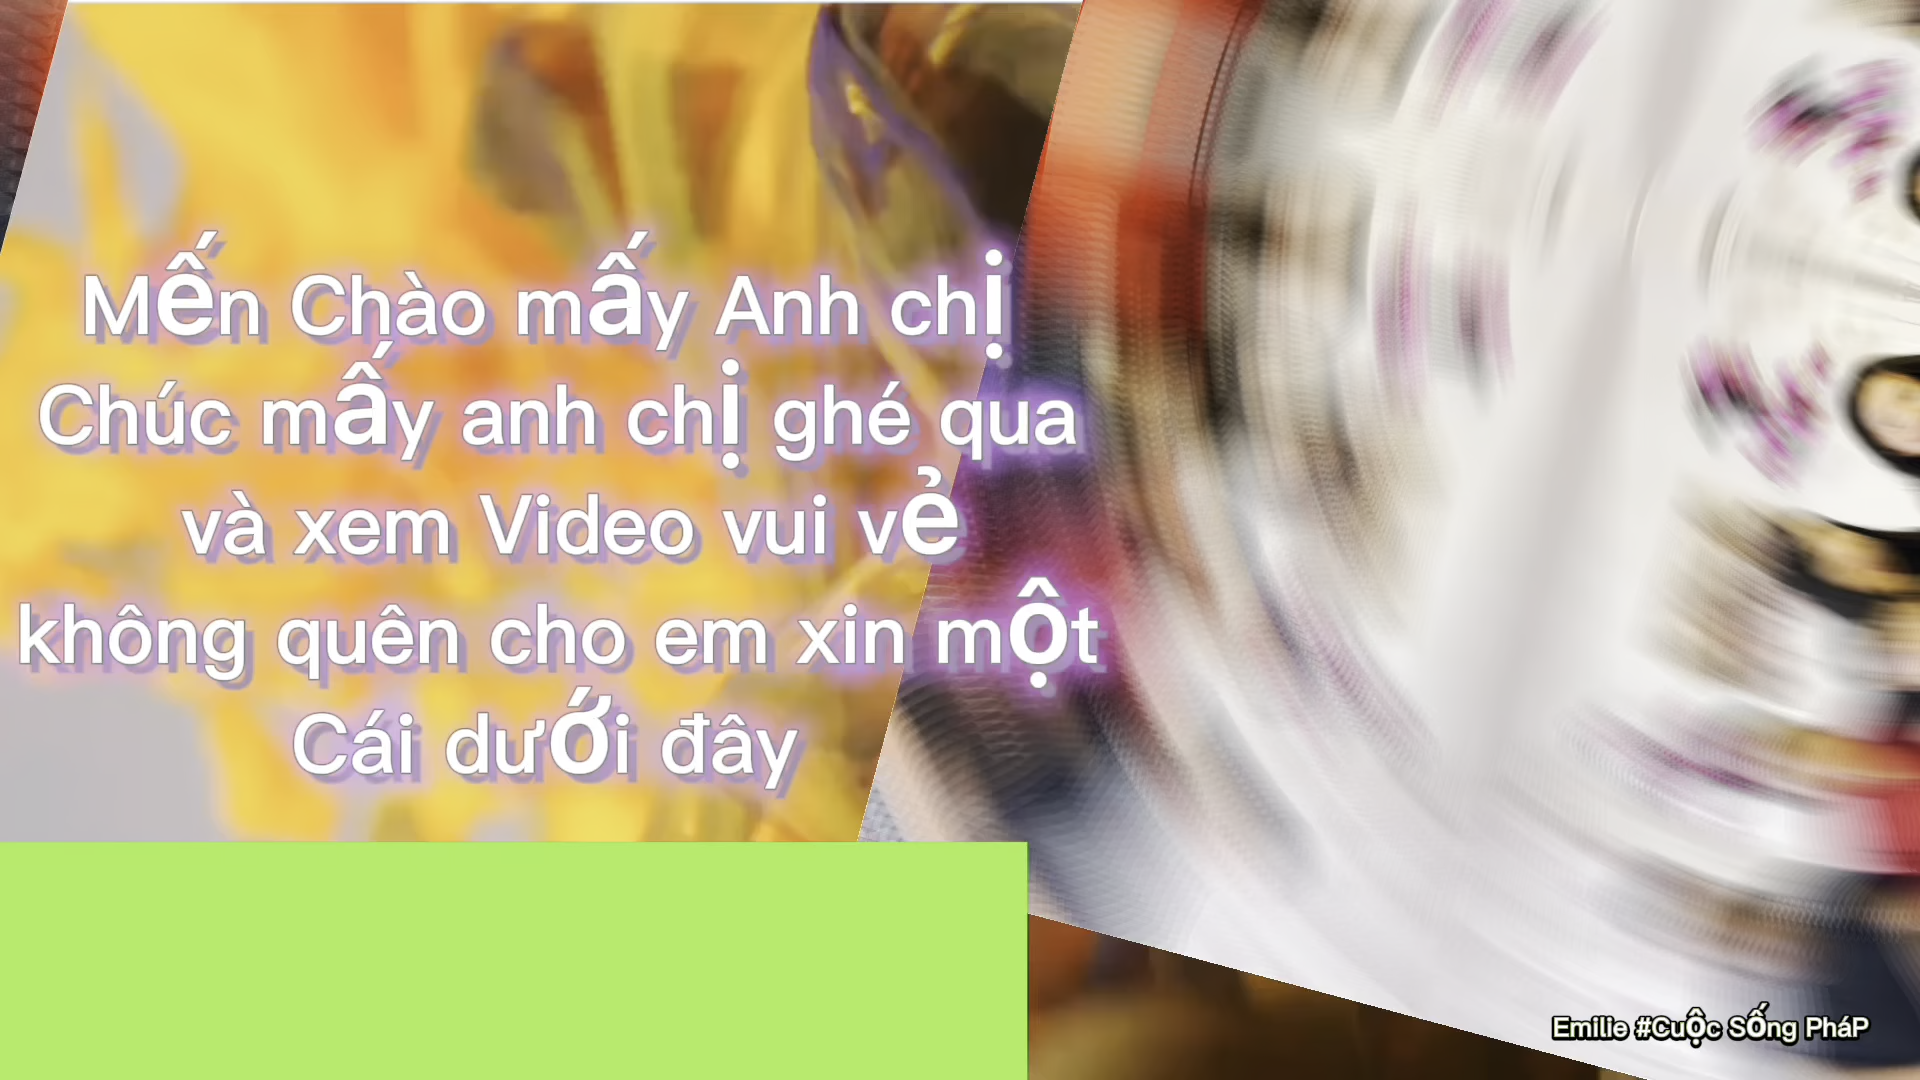 Mến Chào mấy Anh chị
Chúc mấy anh chị ghé qua
và xem Video vui vẻ
không quên cho em xin một
Cái dưới đây
Emilie #Cuộc Sống PháP